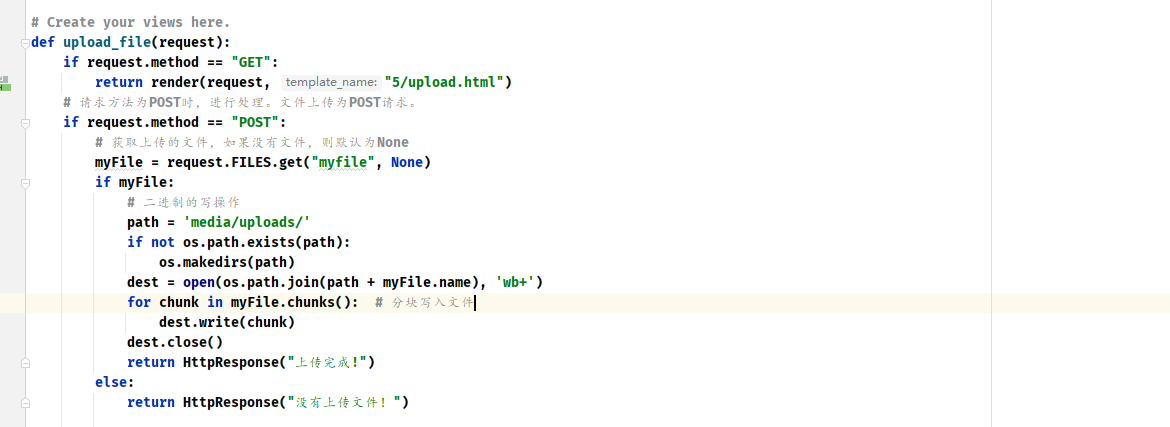 # Create your views here.
def upload_file(request):
    if request.method == "GET":
        return render(request, template_name: "5/upload.html")
    # 请求方法为POST时，进行处理。文件上传为POST请求。
    if request.method == "POST":
        # 获取上传的文件，如果没有文件，则默认为None
        myFile = request.FILES.get("myfile", None)
        if myFile:
            # 二进制的写操作
            path = 'media/uploads/'
            if not os.path.exists(path):
                os.makedirs(path)
            dest = open(os.path.join(path + myFile.name), 'wb+')
            for chunk in myFile.chunks():  # 分块写入文件
                dest.write(chunk)
            dest.close()
            return HttpResponse("上传完成!")
        else:
            return HttpResponse("没有上传文件！")